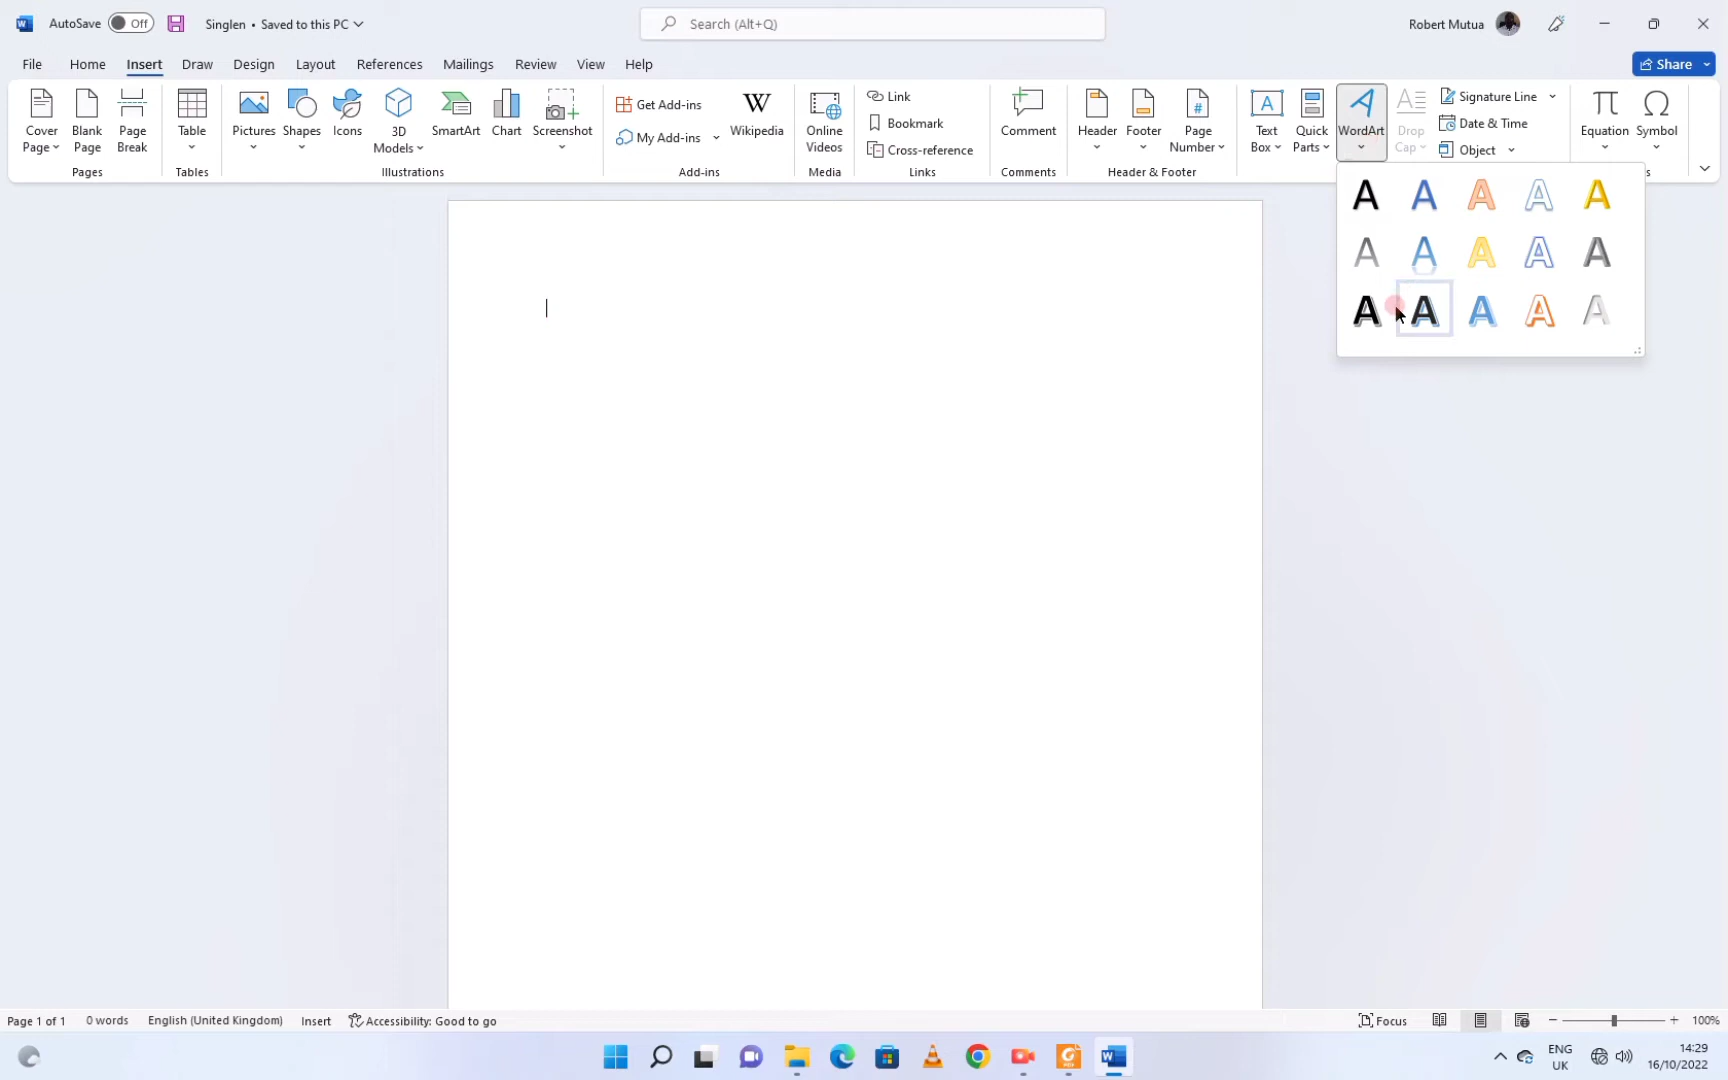 AutoSave Off Singlen • Saved to this PC Search (Alt+Q) Robert Mutua
File Home Insert Draw Design Layout References Mailings Review View Help Share
Cover Page
Blank Page
Page Break
Pages
Table
Tables
Pictures
Shapes
Icons
3D Models
SmartArt
Chart
Screenshot
Illustrations
Get Add-ins
My Add-ins
Wikipedia
Add-ins
Online Videos
Media
Link
Bookmark
Cross-reference
Links
Comment
Comments
Header
Footer
Page Number
Header & Footer
Text Box
Quick Parts
WordArt
Drop Cap
Signature Line
Date & Time
Object
Equation
Symbol
A A A A A
A A A A A
A A A A A
Page 1 of 1 0 words English (United Kingdom) Insert Accessibility: Good to go Focus 100%
ENG UK
14:29
16/10/2022